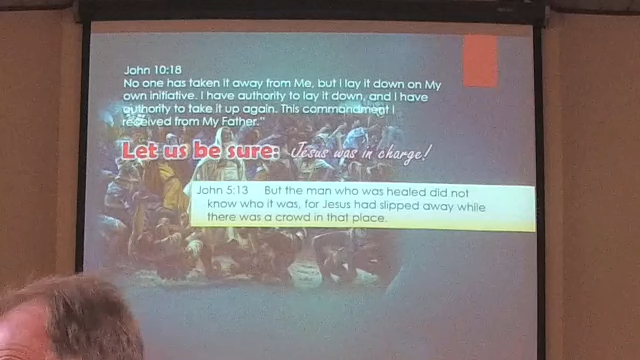 John 10:18
No one has taken it away from Me, but I lay it down on My
own initiative. I have authority to lay it down, and I have
authority to take it up again. This commandment I
received from My Father."
Let us be sure: Jesus was in charge!
John 5:13 But the man who was healed did not
know who it was, for Jesus had slipped away while
there was a crowd in that place.